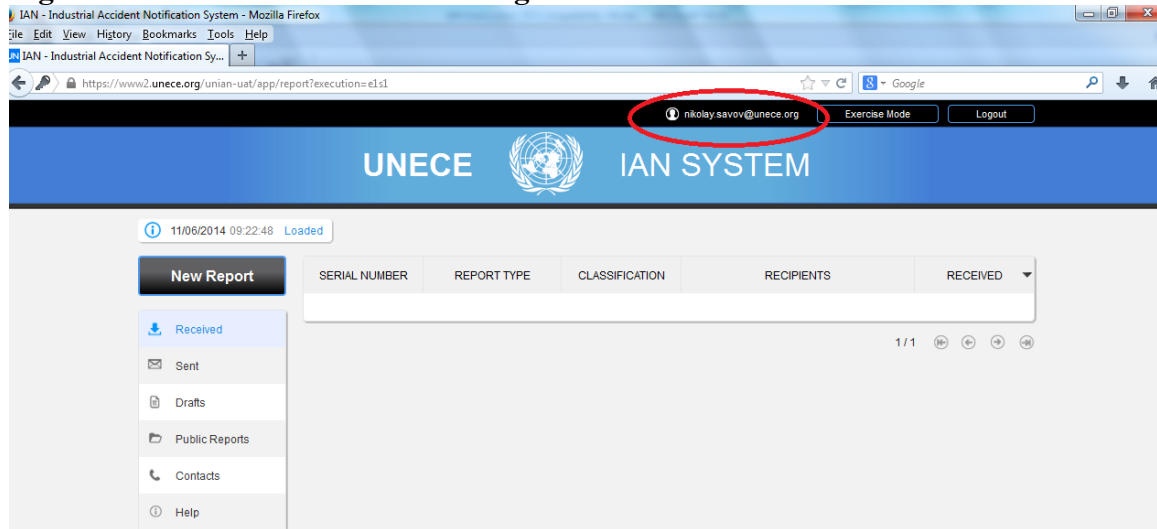 IAN - Industrial Accident Notification System - Mozilla Firefox
File Edit View History Bookmarks Tools Help
IAN - Industrial Accident Notification Sy... +
https://www2.unece.org/unian-uat/app/report?execution=e1s1 Google
nikolay.savov@unece.org Exercise Mode Logout
UNECE IAN SYSTEM
11/06/2014 09:22:48 Loaded
New Report SERIAL NUMBER REPORT TYPE CLASSIFICATION RECIPIENTS RECEIVED
Received
1 / 1
Sent
Drafts
Public Reports
Contacts
Help